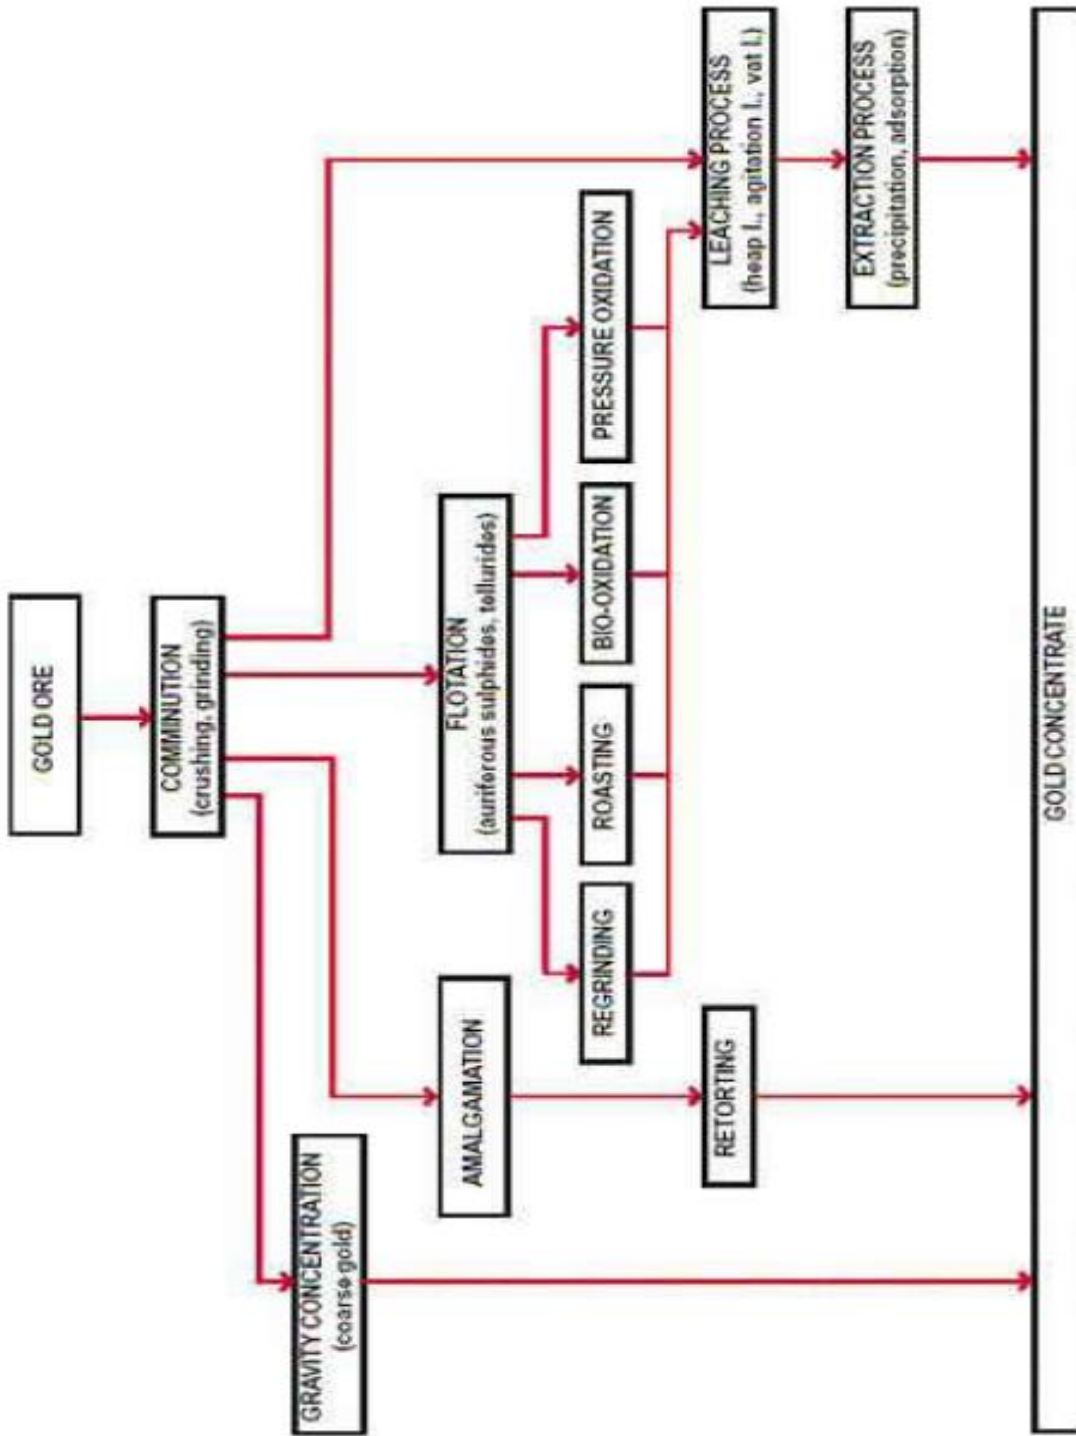 GOLD ORE
COMMINUTION
(crushing, grinding)
GRAVITY CONCENTRATION
(coarse gold)
AMALGAMATION
FLOTATION
(auriferous sulphides, tellurides)
REGRINDING
ROASTING
BIO-OXIDATION
PRESSURE OXIDATION
RETORTING
LEACHING PROCESS
(heap l., agitation l., vat l.)
EXTRACTION PROCESS
(precipitation, adsorption)
GOLD CONCENTRATE